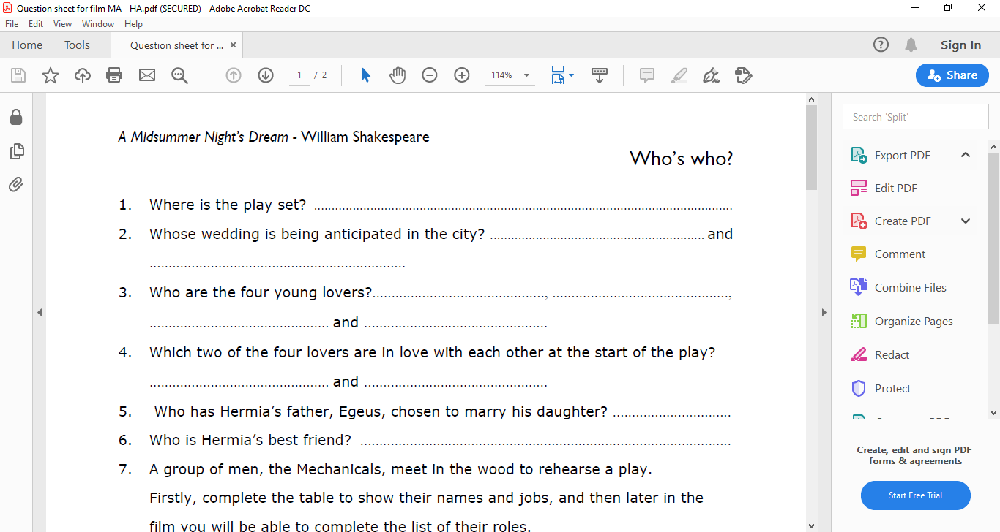 Question sheet for film MA - HA.pdf (SECURED) - Adobe Acrobat Reader DC
File Edit View Window Help
Home Tools Question sheet for ... × ? Sign In
1 / 2 114% Share
Search 'Split'
A Midsummer Night's Dream - William Shakespeare
Who's who?
1. Where is the play set? ........................................................................
2. Whose wedding is being anticipated in the city? ............................................ and
..................................................................
3. Who are the four young lovers?............................................., .............................................,
............................................... and ................................................
4. Which two of the four lovers are in love with each other at the start of the play?
............................................... and ................................................
5. Who has Hermia's father, Egeus, chosen to marry his daughter? ...............................
6. Who is Hermia's best friend? ........................................................................
7. A group of men, the Mechanicals, meet in the wood to rehearse a play.
Firstly, complete the table to show their names and jobs, and then later in the
film you will be able to complete the list of their roles.
Export PDF
Edit PDF
Create PDF
Comment
Combine Files
Organize Pages
Redact
Protect
Create, edit and sign PDF
forms & agreements
Start Free Trial